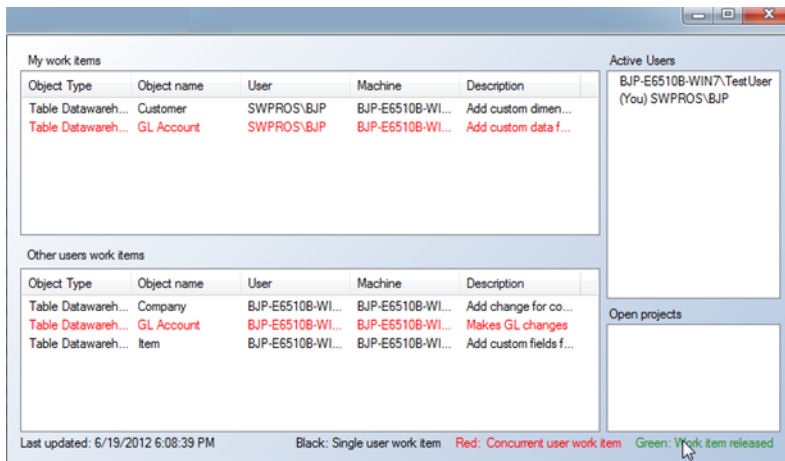 My work items
Object Type Object name User Machine Description
Table Datawareh... Customer SWPROS\BJP BJP-E6510B-WI... Add custom dimen...
Table Datawareh... GL Account SWPROS\BJP BJP-E6510B-WI... Add custom data f...
Other users work items
Object Type Object name User Machine Description
Table Datawareh... Company BJP-E6510B-WI... BJP-E6510B-WI... Add change for co...
Table Datawareh... GL Account BJP-E6510B-WI... BJP-E6510B-WI... Makes GL changes
Table Datawareh... Item BJP-E6510B-WI... BJP-E6510B-WI... Add custom fields f...
Active Users
BJP-E6510B-WIN7\TestUser
(You) SWPROS\BJP
Open projects
Last updated: 6/19/2012 6:08:39 PM Black: Single user work item Red: Concurrent user work item Green: Work item released